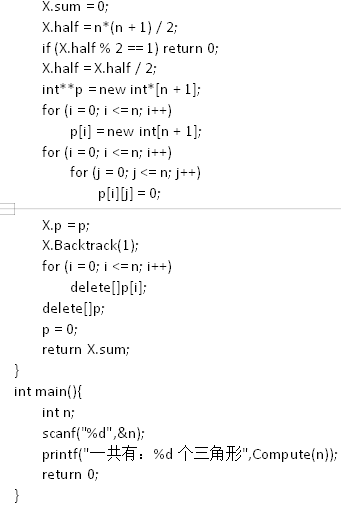 X.sum = 0;
X.half = n*(n + 1) / 2;
if (X.half % 2 == 1) return 0;
X.half = X.half / 2;
int**p = new int*[n + 1];
for (i = 0; i <=n; i++)
p[i] = new int[n + 1];
for (i = 0; i <=n; i++)
for (j = 0; j <=n; j++)
p[i][j] = 0;
X.p = p;
X.Backtrack(1);
for (i = 0; i <=n; i++)
delete[]p[i];
delete[]p;
p = 0;
return X.sum;
}
int main(){
int n;
scanf("%d",&n);
printf("一共有：%d 个三角形",Compute(n));
return 0;
}